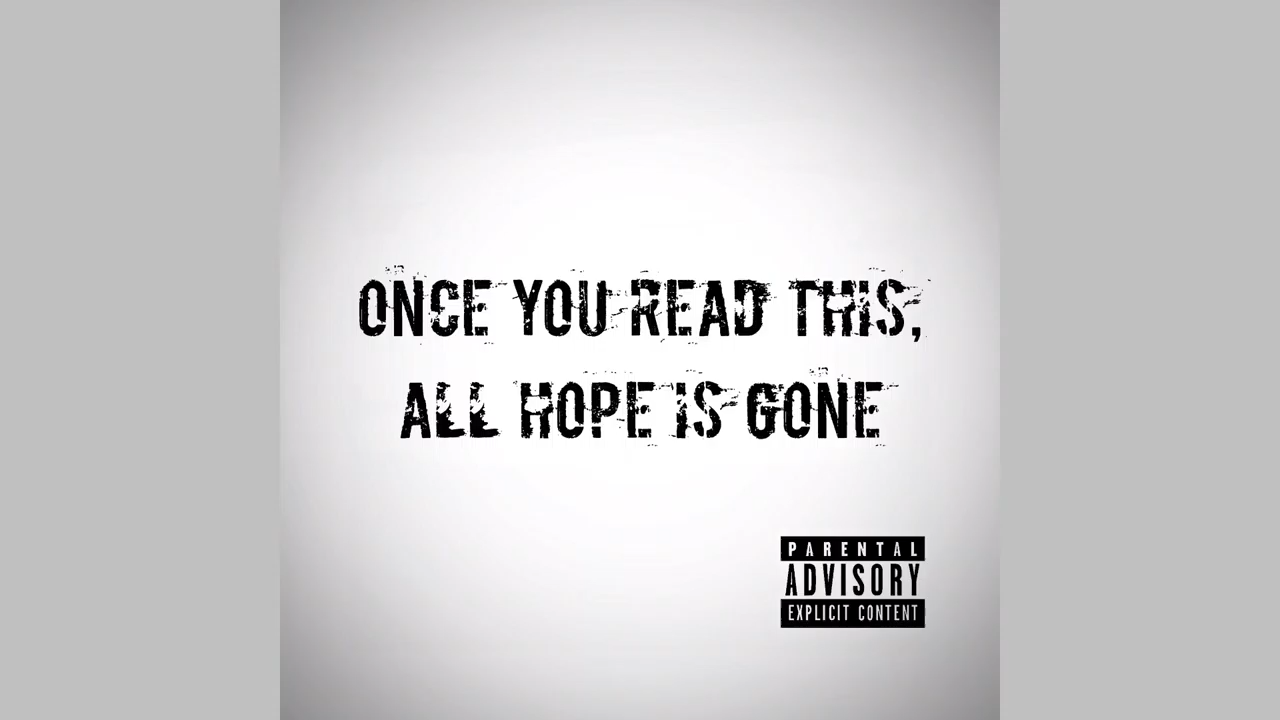 ONCE YOU READ THIS,
ALL HOPE IS GONE
PARENTAL
ADVISORY
EXPLICIT CONTENT